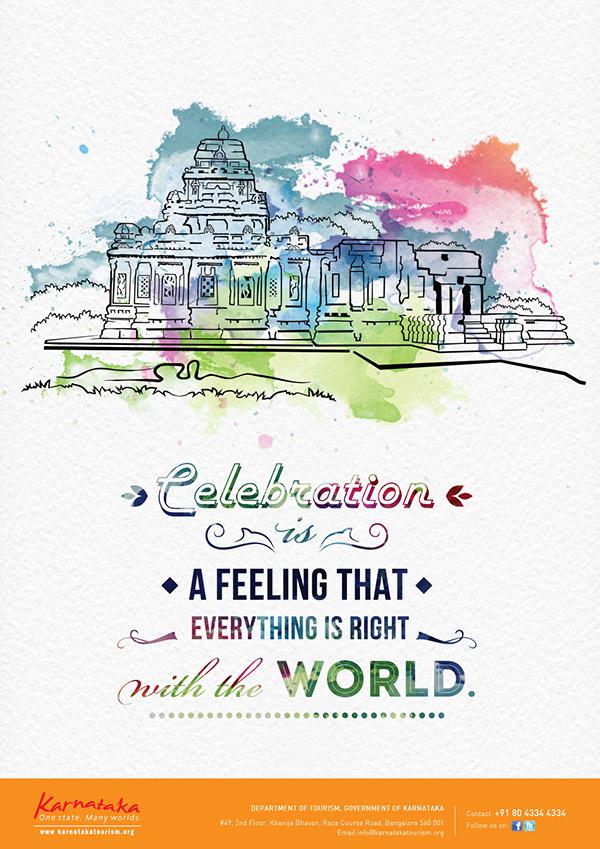 Celebration
is
A FEELING THAT
EVERYTHING IS RIGHT
with the WORLD.
Karnataka
One state. Many worlds.
www.karnatakatourism.org
DEPARTMENT OF TOURISM, GOVERNMENT OF KARNATAKA
#49, 2nd Floor, Khanija Bhavan, Race Course Road, Bangalore 560 001
Email:info@karnatakatourism.org
Contact: +91 80 4334 4334
Follow us on: